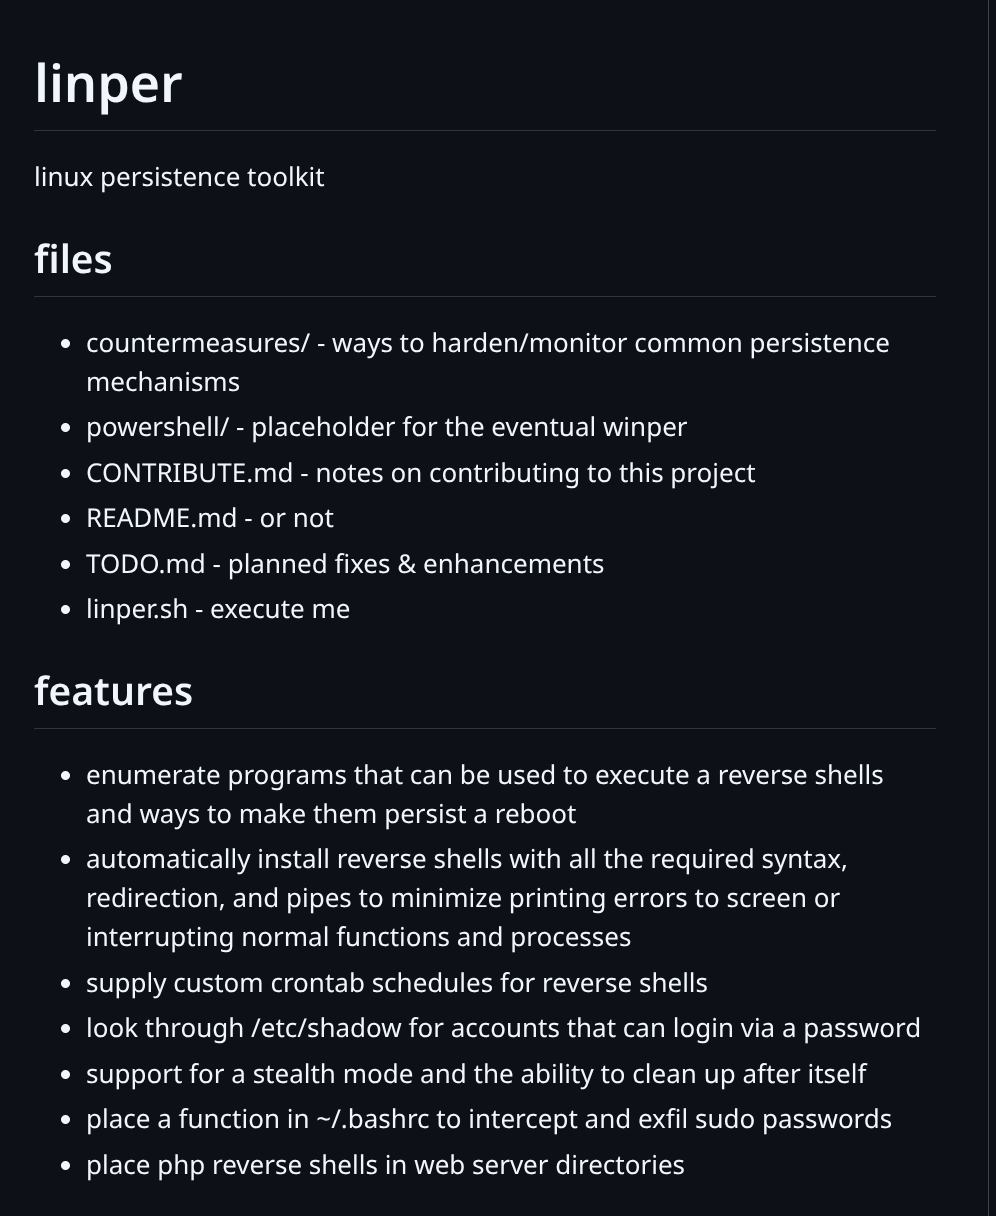 linper
linux persistence toolkit
files
countermeasures/ - ways to harden/monitor common persistence
mechanisms
powershell/ - placeholder for the eventual winper
CONTRIBUTE.md - notes on contributing to this project
README.md - or not
TODO.md - planned fixes & enhancements
linper.sh - execute me
features
enumerate programs that can be used to execute a reverse shells
and ways to make them persist a reboot
automatically install reverse shells with all the required syntax,
redirection, and pipes to minimize printing errors to screen or
interrupting normal functions and processes
supply custom crontab schedules for reverse shells
look through /etc/shadow for accounts that can login via a password
support for a stealth mode and the ability to clean up after itself
place a function in ~/.bashrc to intercept and exfil sudo passwords
place php reverse shells in web server directories